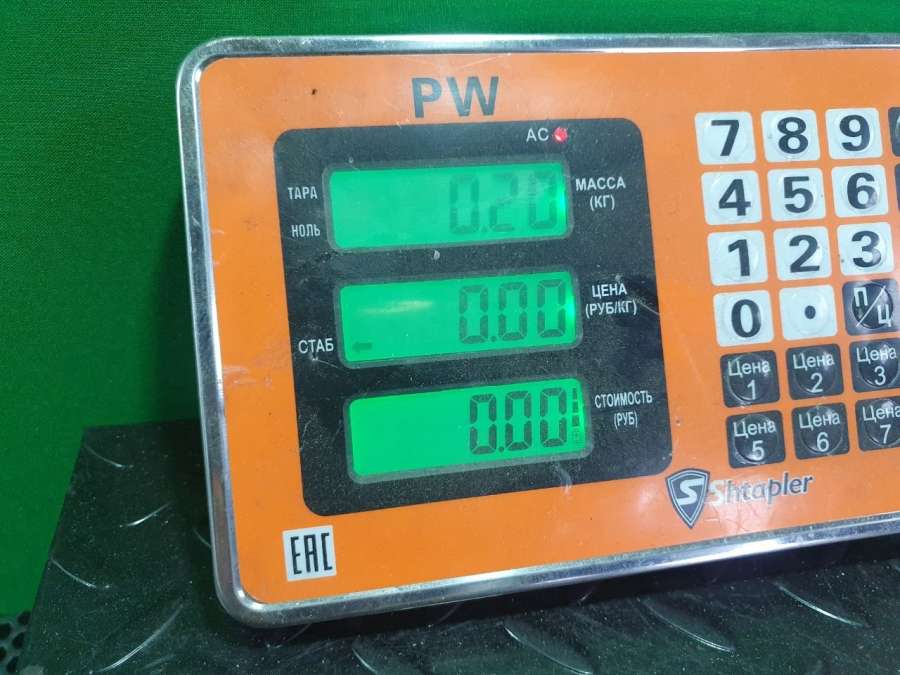 PW
AC
ТАРА
НОЛЬ
0.20
МАССА
(КГ)
СТАБ
0.00
ЦЕНА
(РУБ/КГ)
0.00
СТОИМОСТЬ
(РУБ)
7 8 9
4 5 6
1 2 3
0 . П/Ц
Цена 1 Цена 2 Цена 3
Цена 5 Цена 6 Цена 7
S Shtapler
EAC